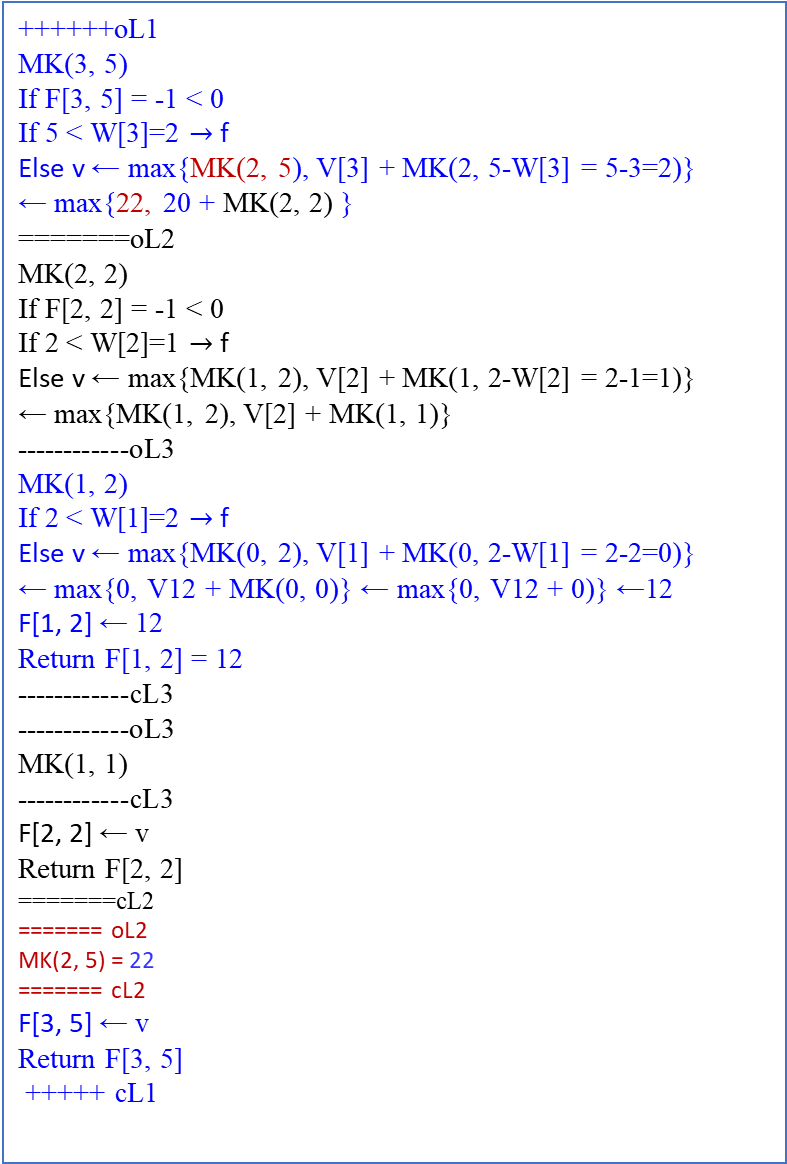 ++++++oL1
MK(3, 5)
If F[3, 5] = -1 < 0
If 5 < W[3]=2 → f
Else v ← max{MK(2, 5), V[3] + MK(2, 5-W[3] = 5-3=2)}
← max{22, 20 + MK(2, 2) }
=======oL2
MK(2, 2)
If F[2, 2] = -1 < 0
If 2 < W[2]=1 → f
Else v ← max{MK(1, 2), V[2] + MK(1, 2-W[2] = 2-1=1)}
← max{MK(1, 2), V[2] + MK(1, 1)}
------------oL3
MK(1, 2)
If 2 < W[1]=2 → f
Else v ← max{MK(0, 2), V[1] + MK(0, 2-W[1] = 2-2=0)}
← max{0, V12 + MK(0, 0)} ← max{0, V12 + 0)} ←12
F[1, 2] ← 12
Return F[1, 2] = 12
------------cL3
------------oL3
MK(1, 1)
------------cL3
F[2, 2] ← v
Return F[2, 2]
=======cL2
======= oL2
MK(2, 5) = 22
======= cL2
F[3, 5] ← v
Return F[3, 5]
+++++ cL1